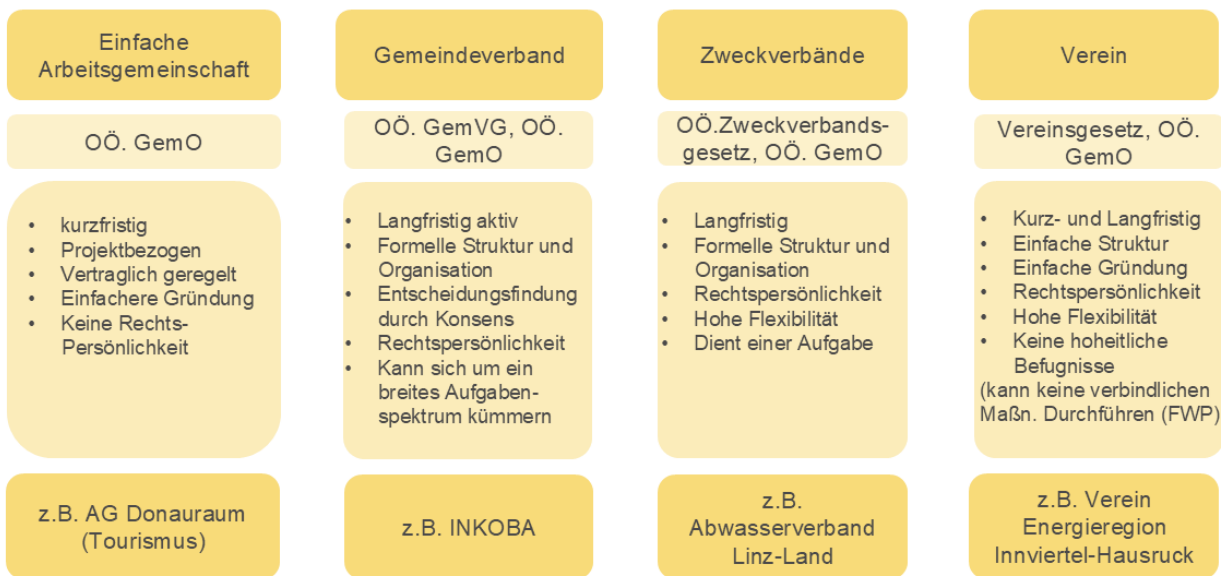 Einfache
Arbeitsgemeinschaft
OÖ. GemO
• kurzfristig
• Projektbezogen
• Vertraglich geregelt
• Einfachere Gründung
• Keine Rechts-
Persönlichkeit
z.B. AG Donauraum
(Tourismus)
Gemeindeverband
OÖ. GemVG, OÖ.
GemO
• Langfristig aktiv
• Formelle Struktur und
Organisation
• Entscheidungsfindung
durch Konsens
• Rechtspersönlichkeit
• Kann sich um ein
breites Aufgaben-
spektrum kümmern
z.B. INKOBA
Zweckverbände
OÖ.Zweckverbands-
gesetz, OÖ. GemO
• Langfristig
• Formelle Struktur und
Organisation
• Rechtspersönlichkeit
• Hohe Flexibilität
• Dient einer Aufgabe
z.B.
Abwasserverband
Linz-Land
Verein
Vereinsgesetz, OÖ.
GemO
• Kurz- und Langfristig
• Einfache Struktur
• Einfache Gründung
• Rechtspersönlichkeit
• Hohe Flexibilität
• Keine hoheitliche
Befugnisse
(kann keine verbindlichen
Maßn. Durchführen (FWP)
z.B. Verein
Energieregion
Innviertel-Hausruck